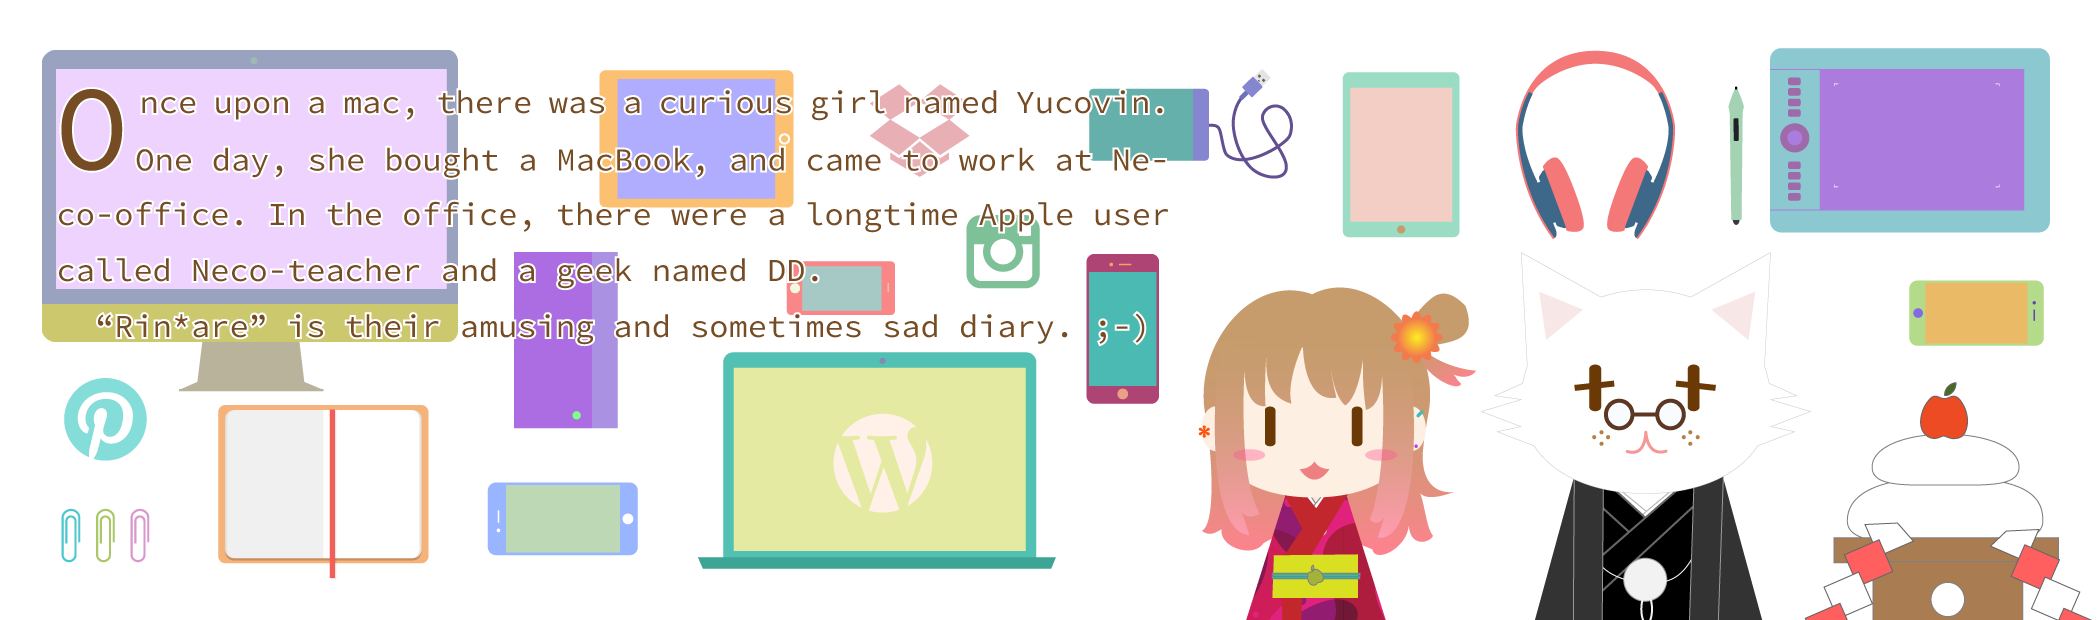 Once upon a mac, there was a curious girl named Yucovin.
One day, she bought a MacBook, and came to work at Ne-
co-office. In the office, there were a longtime Apple user
called Neco-teacher and a geek named DD.
“Rin*are” is their amusing and sometimes sad diary. ;-)